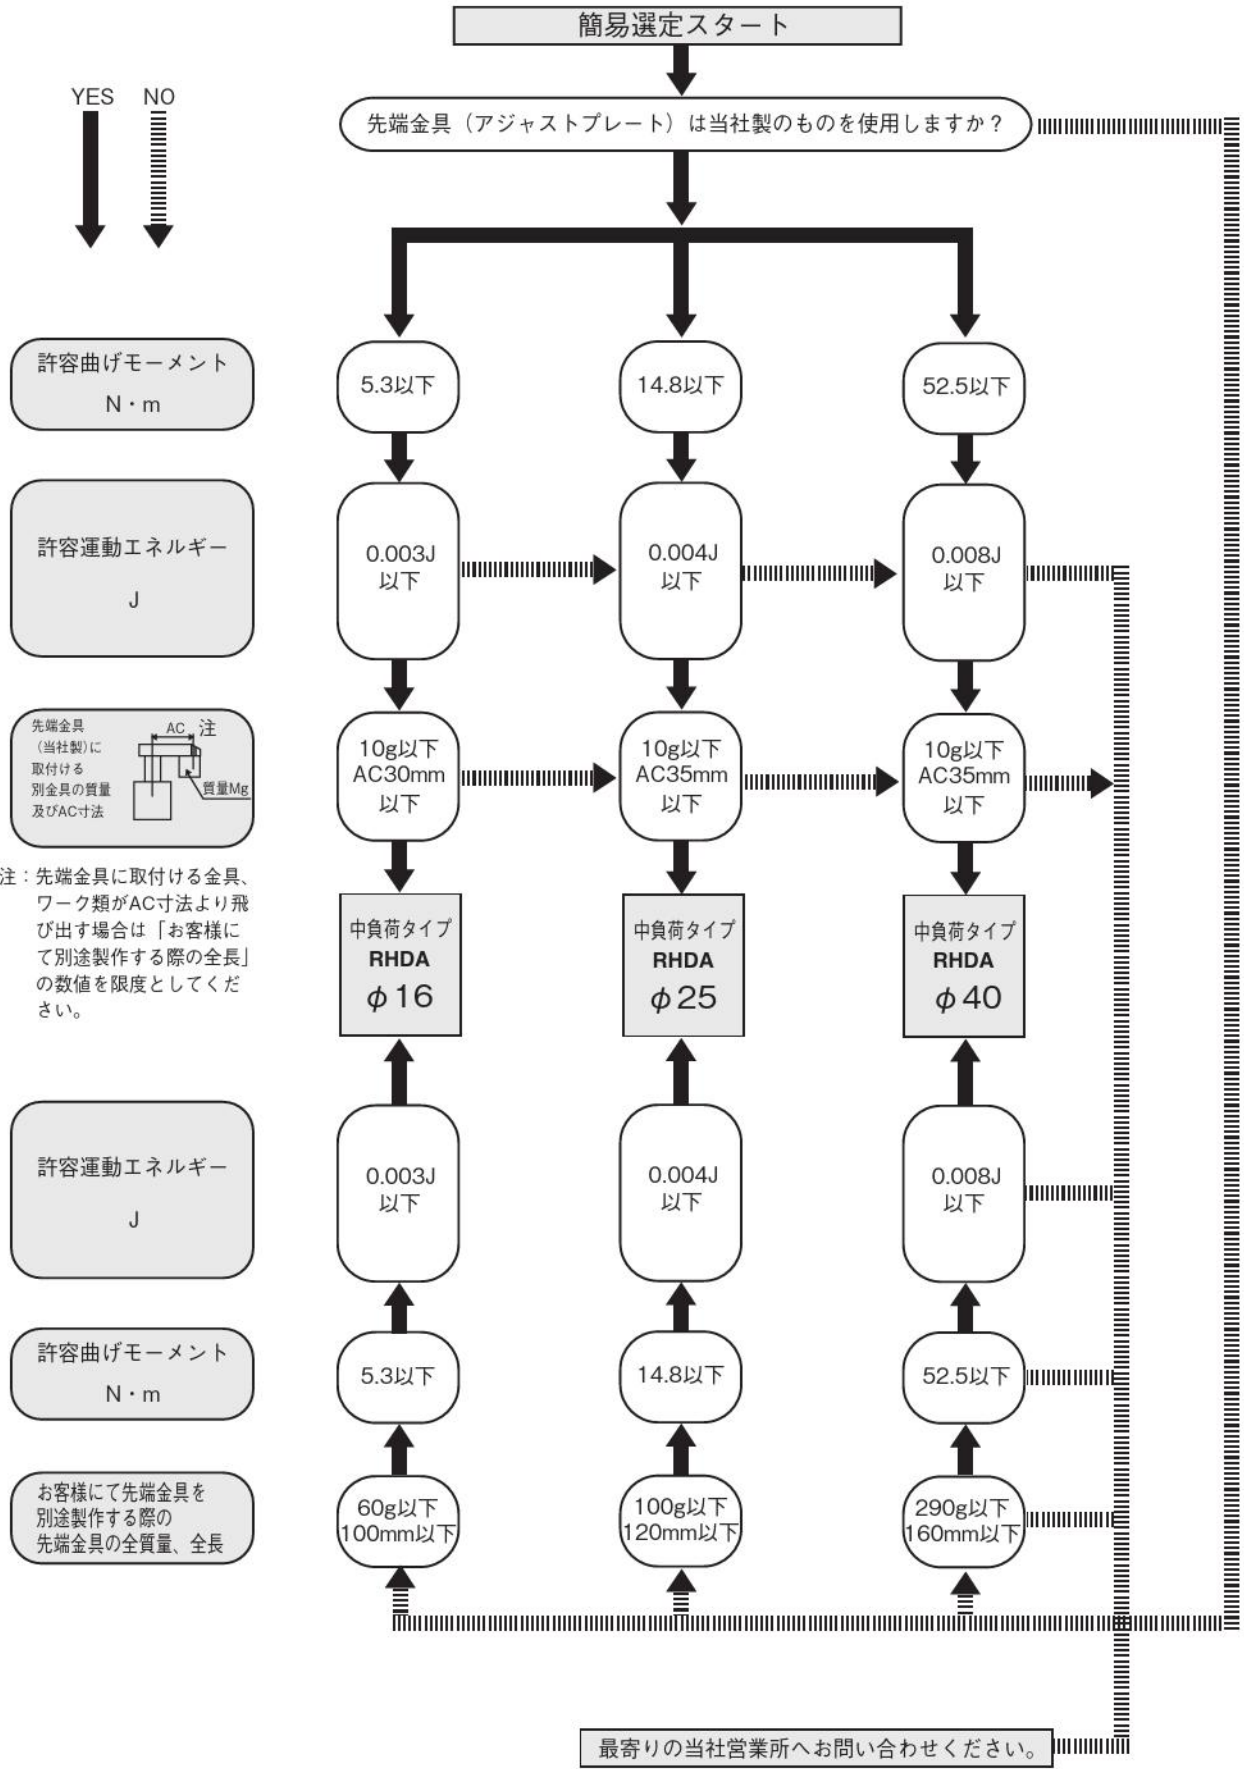 簡易選定スタート
YES NO
先端金具(アジャストプレート)は当社製のものを使用しますか？
許容曲げモーメント
N・m
5.3以下
14.8以下
52.5以下
許容運動エネルギー
J
0.003J
以下
0.004J
以下
0.008J
以下
先端金具
(当社製)に
取付ける
別金具の質量
及びAC寸法
AC 注
質量Mg
10g以下
AC30mm
以下
10g以下
AC35mm
以下
10g以下
AC35mm
以下
注：先端金具に取付ける金具、
ワーク類がAC寸法より飛
び出す場合は「お客様に
て別途製作する際の全長」
の数値を限度としてくだ
さい。
中負荷タイプ
RHDA
φ16
中負荷タイプ
RHDA
φ25
中負荷タイプ
RHDA
φ40
許容運動エネルギー
J
0.003J
以下
0.004J
以下
0.008J
以下
許容曲げモーメント
N・m
5.3以下
14.8以下
52.5以下
お客様にて先端金具を
別途製作する際の
先端金具の全質量、全長
60g以下
100mm以下
100g以下
120mm以下
290g以下
160mm以下
最寄りの当社営業所へお問い合わせください。